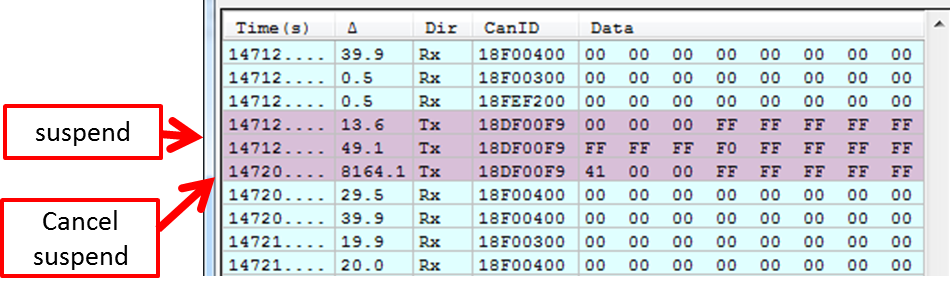 Time(s) Δ Dir CanID Data
14712.... 39.9 Rx 18F00400 00 00 00 00 00 00 00 00
14712.... 0.5 Rx 18F00300 00 00 00 00 00 00 00 00
14712.... 0.5 Rx 18FEF200 00 00 00 00 00 00 00 00
suspend
14712.... 13.6 Tx 18DF00F9 00 00 00 FF FF FF FF FF
14712.... 49.1 Tx 18DF00F9 FF FF FF F0 FF FF FF FF
14720.... 8164.1 Tx 18DF00F9 41 00 00 FF FF FF FF FF
Cancel
suspend
14720.... 29.5 Rx 18F00400 00 00 00 00 00 00 00 00
14720.... 39.9 Rx 18F00400 00 00 00 00 00 00 00 00
14721.... 19.9 Rx 18F00300 00 00 00 00 00 00 00 00
14721.... 20.0 Rx 18F00400 00 00 00 00 00 00 00 00